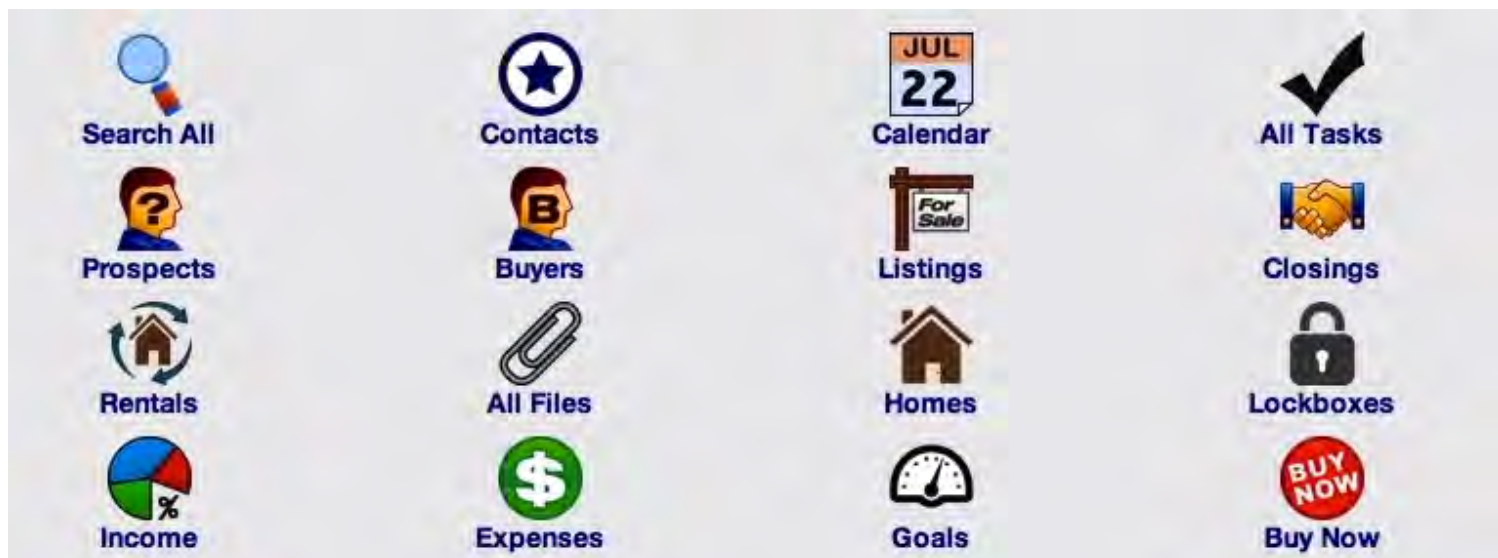 JUL
22
Search All Contacts Calendar All Tasks
? B For
Sale
Prospects Buyers Listings Closings
Rentals All Files Homes Lockboxes
% $ BUY
NOW
Income Expenses Goals Buy Now